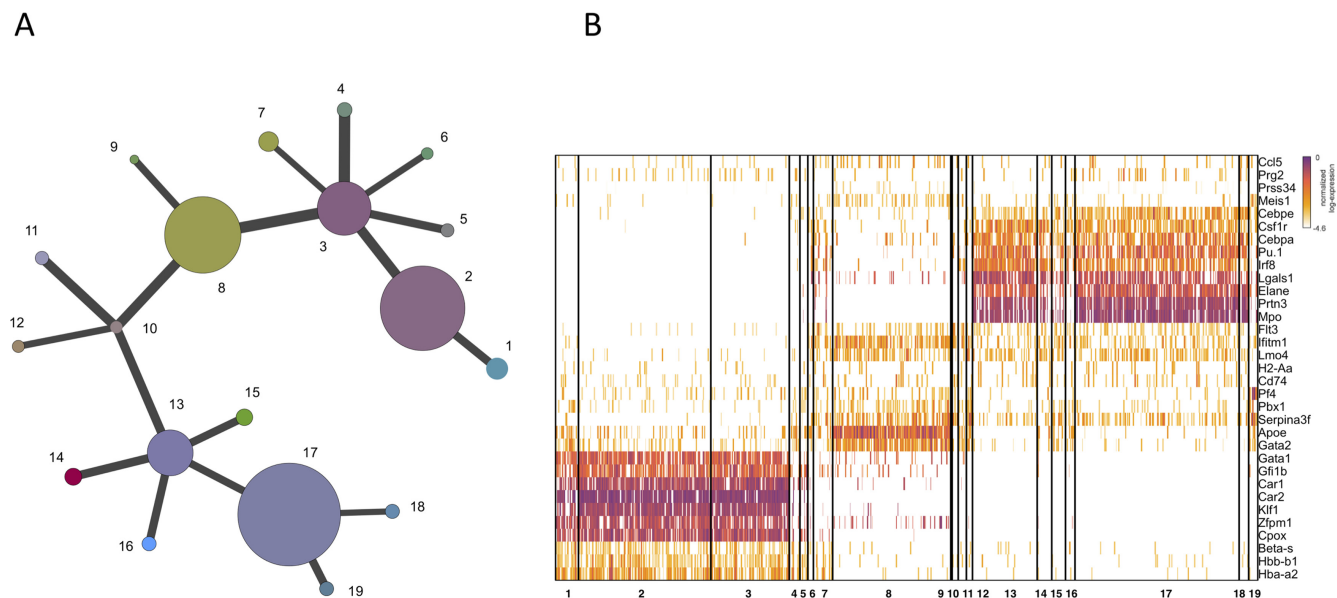 A
B
4
7
6
9
5
3
11
2
8
10
12
1
13
15
14
17
18
16
19
Ccl5
Prg2
Prss34
Meis1
Cebpe
Csf1r
Cebpa
Pu.1
Irf8
Lgals1
Elane
Prtn3
Mpo
Flt3
Ifitm1
Lmo4
H2-Aa
Cd74
Pf4
Pbx1
Serpina3f
Apoe
Gata2
Gata1
Gfi1b
Car1
Car2
Klf1
Zfpm1
Cpox
Beta-s
Hbb-b1
Hba-a2
0
-4.6
normalized
log-expression
1 2 3 4 5 6 7 8 9 10 11 12 13 14 15 16 17 18 19